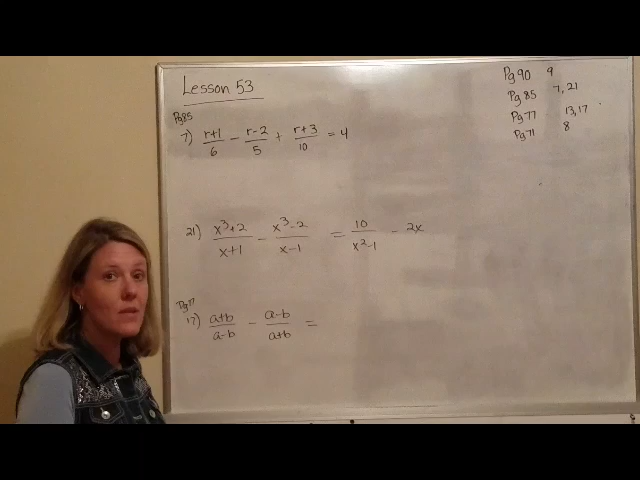 Lesson 53
Pg 90 9
Pg 85 7, 21
Pg 77 13, 17
Pg 71 8
Pg 85
7) (r+1)/6 - (r-2)/5 + (r+3)/10 = 4
21) (x³+2)/(x+1) - (x³-2)/(x-1) = 10/(x²-1) - 2x
Pg 77
17) (a+b)/(a-b) - (a-b)/(a+b) =